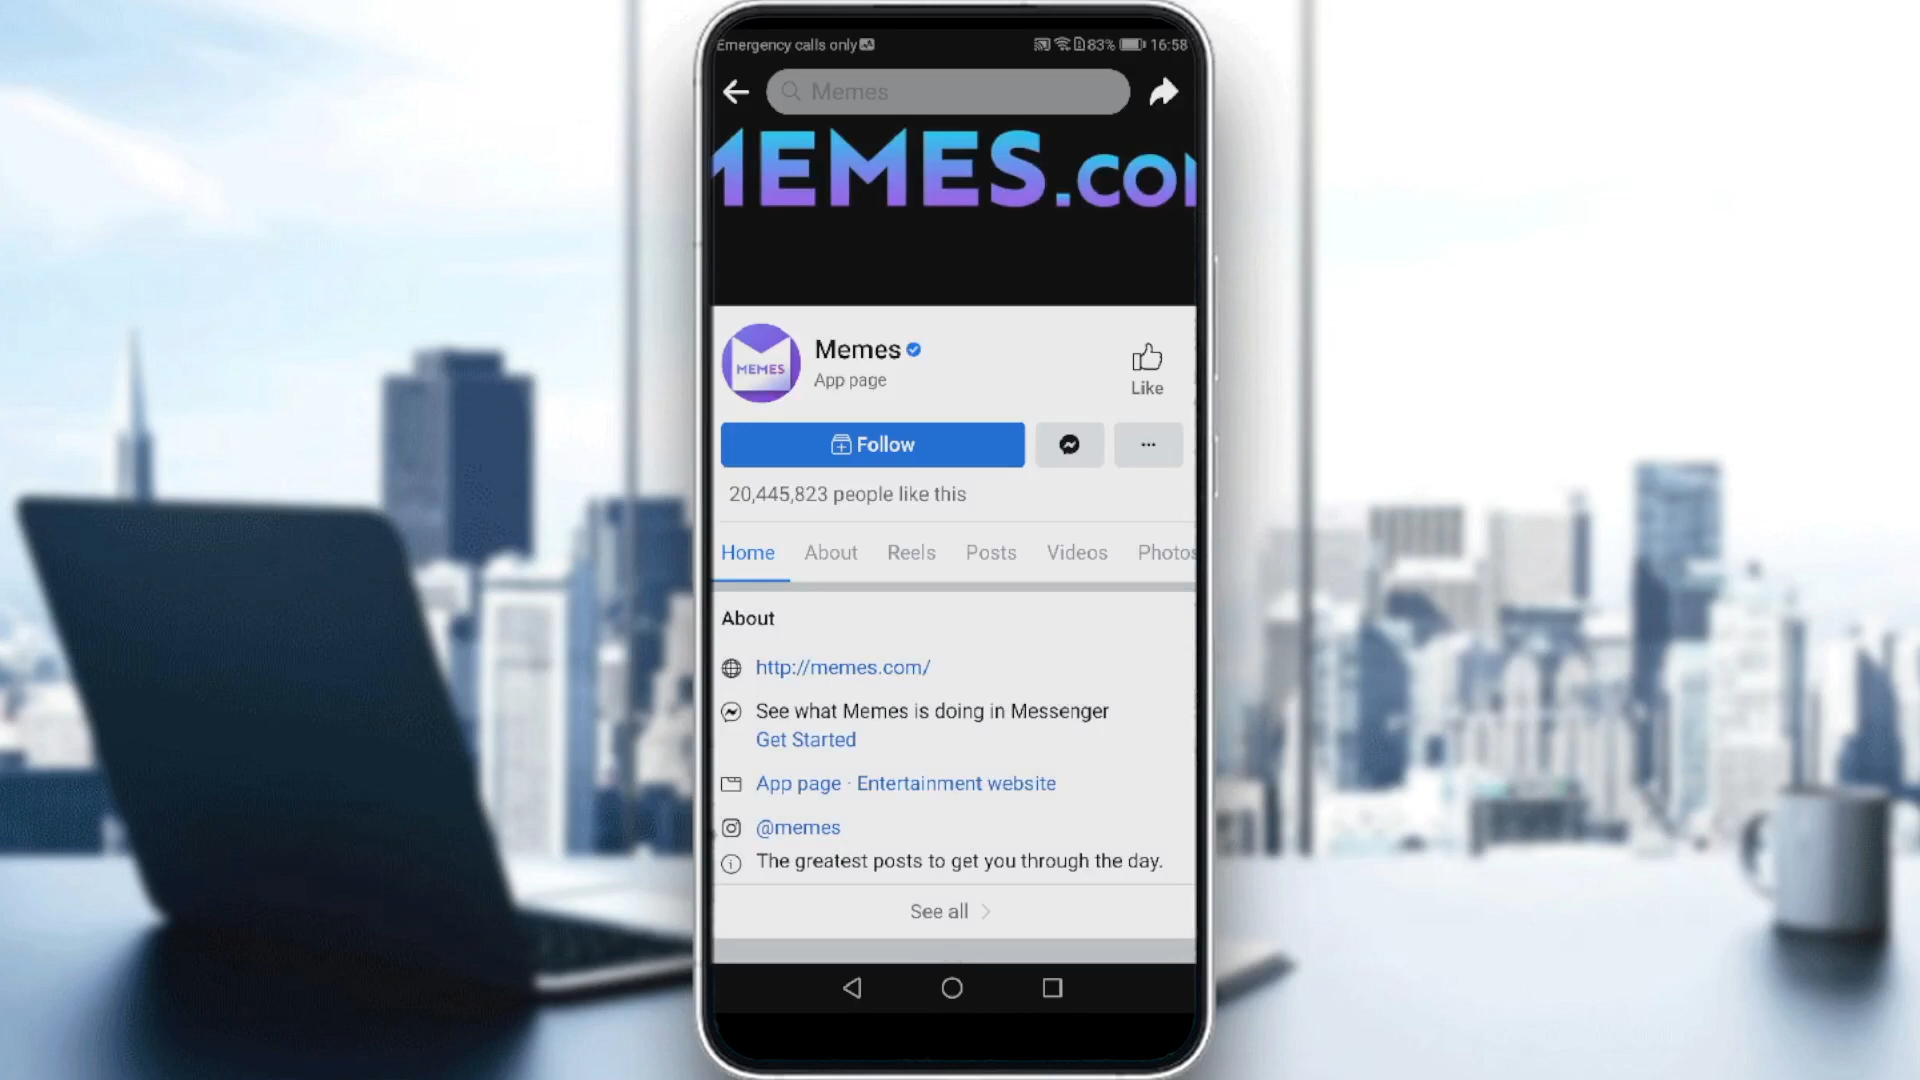 Emergency calls only
83% 16:58
Memes
MEMES.com
MEMES
Memes
App page
Like
Follow
20,445,823 people like this
Home About Reels Posts Videos Photos
About
http://memes.com/
See what Memes is doing in Messenger
Get Started
App page · Entertainment website
@memes
The greatest posts to get you through the day.
See all